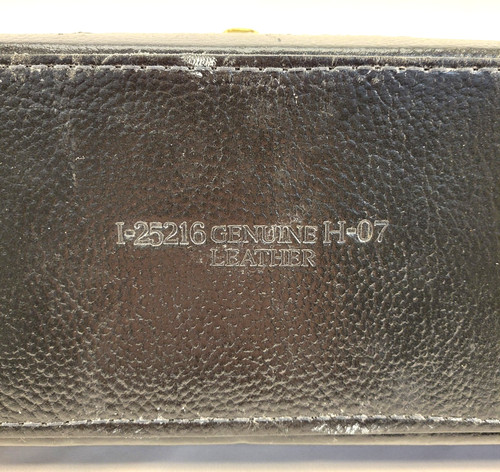 I-25216 GENUINE H-07
LEATHER